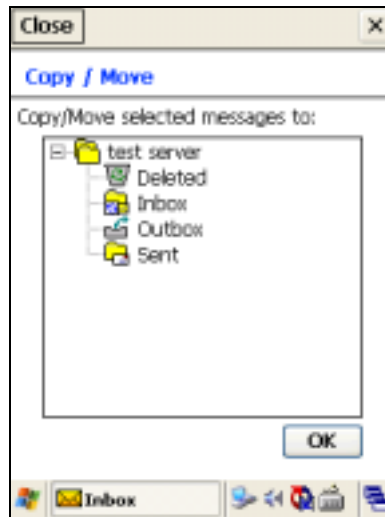 Close
Copy / Move
Copy/Move selected messages to:
test server
Deleted
Inbox
Outbox
Sent
OK
Inbox